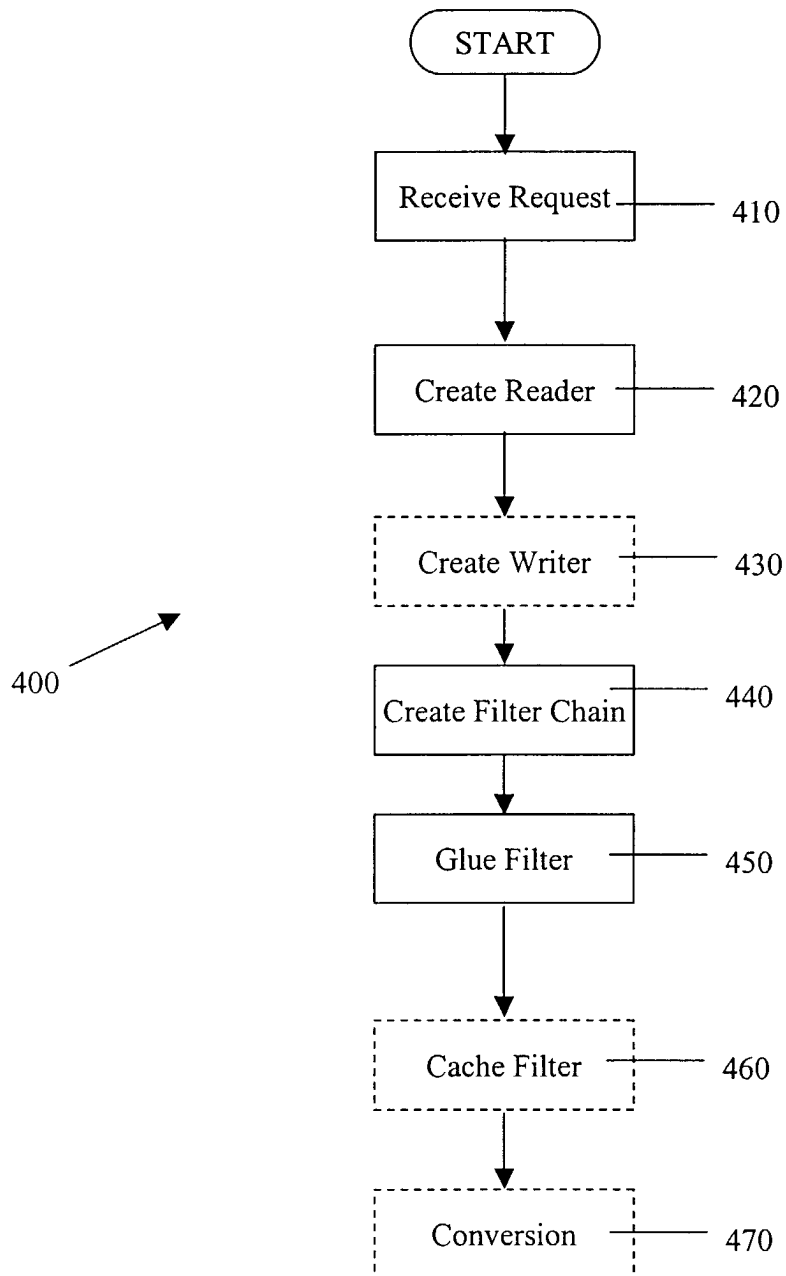 START
Receive Request
410
Create Reader
420
Create Writer
430
400
Create Filter Chain
440
Glue Filter
450
Cache Filter
460
Conversion
470